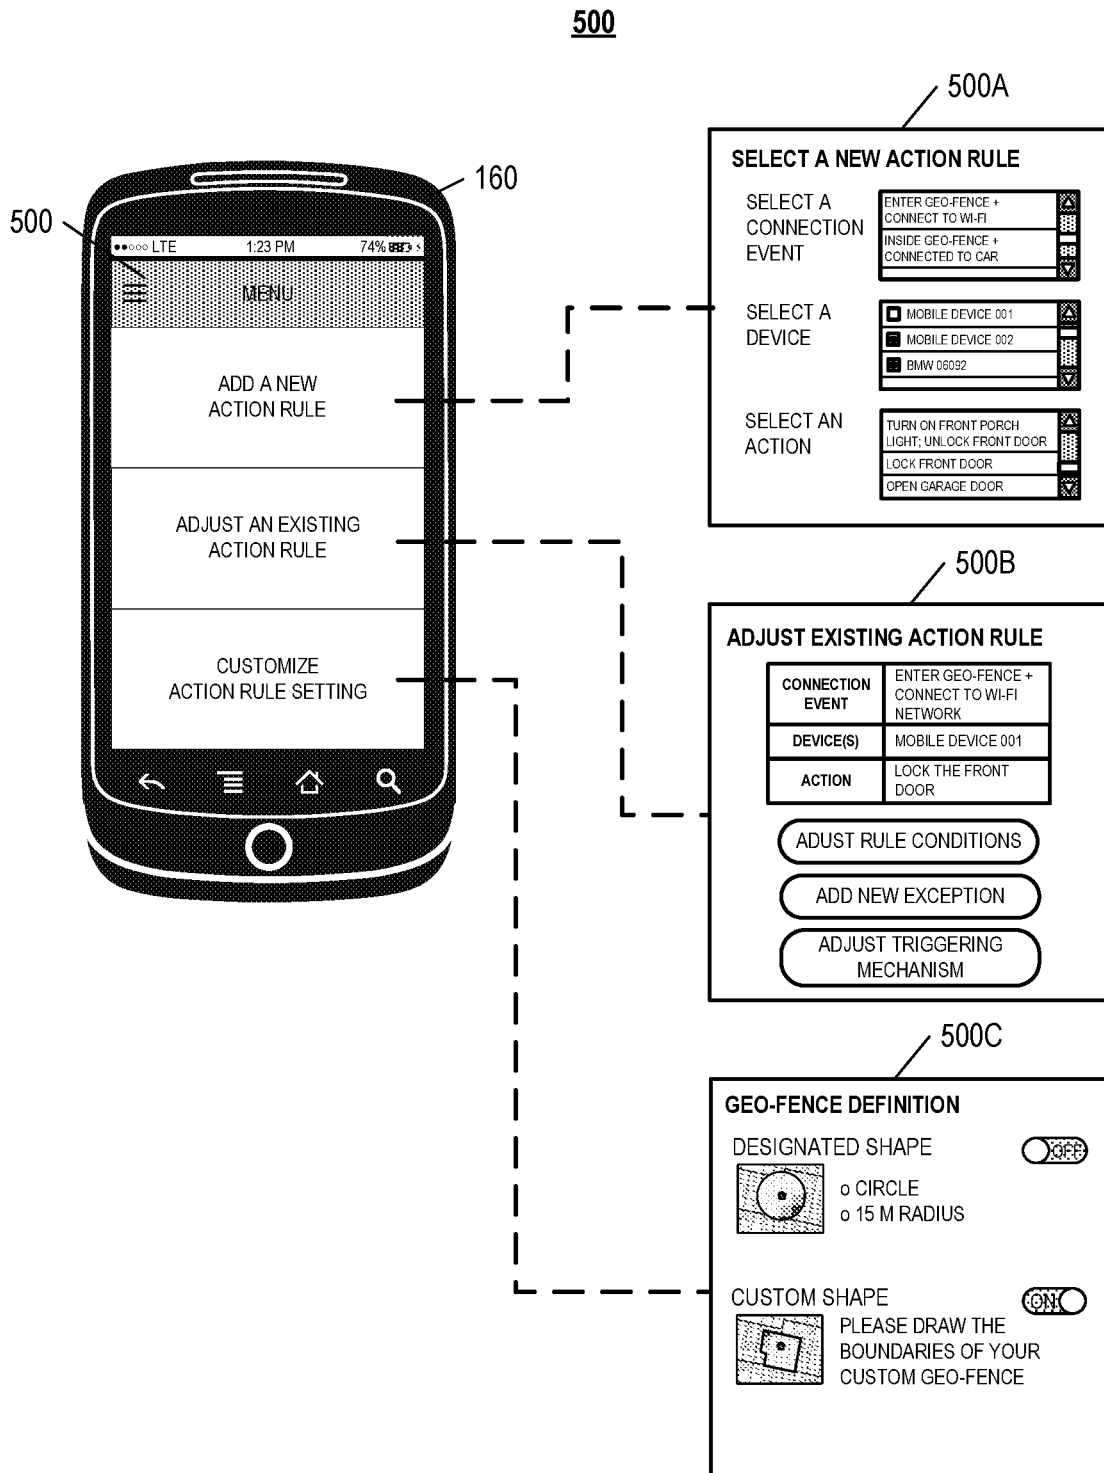 500
500A
160
500
LTE 1:23 PM 74%
MENU
ADD A NEW
ACTION RULE
ADJUST AN EXISTING
ACTION RULE
CUSTOMIZE
ACTION RULE SETTING
SELECT A NEW ACTION RULE
SELECT A
CONNECTION
EVENT
ENTER GEO-FENCE +
CONNECT TO WI-FI
INSIDE GEO-FENCE +
CONNECTED TO CAR
SELECT A
DEVICE
MOBILE DEVICE 001
MOBILE DEVICE 002
BMW 06092
SELECT AN
ACTION
TURN ON FRONT PORCH
LIGHT; UNLOCK FRONT DOOR
LOCK FRONT DOOR
OPEN GARAGE DOOR
500B
ADJUST EXISTING ACTION RULE
CONNECTION
EVENT
ENTER GEO-FENCE +
CONNECT TO WI-FI
NETWORK
DEVICE(S)
MOBILE DEVICE 001
ACTION
LOCK THE FRONT
DOOR
ADUST RULE CONDITIONS
ADD NEW EXCEPTION
ADJUST TRIGGERING
MECHANISM
500C
GEO-FENCE DEFINITION
DESIGNATED SHAPE
OFF
o CIRCLE
o 15 M RADIUS
CUSTOM SHAPE
ON
PLEASE DRAW THE
BOUNDARIES OF YOUR
CUSTOM GEO-FENCE